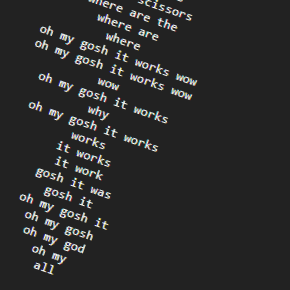 scissors
where are the
where are
where
oh my gosh it works wow
oh my gosh it works wow
wow
oh my gosh it works
why
oh my gosh it works
works
it works
it work
gosh it was
gosh it
oh my gosh it
oh my gosh
oh my god
oh my
all